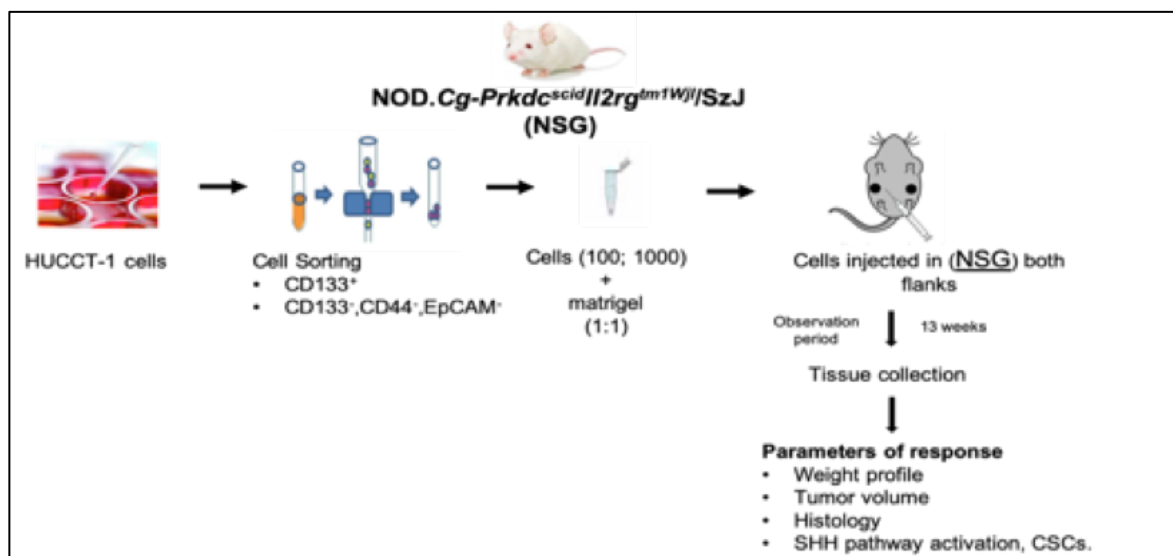 NOD.Cg-Prkdcscid Il2rgtm1Wjl/SzJ
(NSG)
HUCCT-1 cells
Cell Sorting
• CD133+
• CD133-,CD44-,EpCAM-
Cells (100; 1000)
+
matrigel
(1:1)
Cells injected in (NSG) both
flanks
Observation
period
13 weeks
Tissue collection
Parameters of response
• Weight profile
• Tumor volume
• Histology
• SHH pathway activation, CSCs.